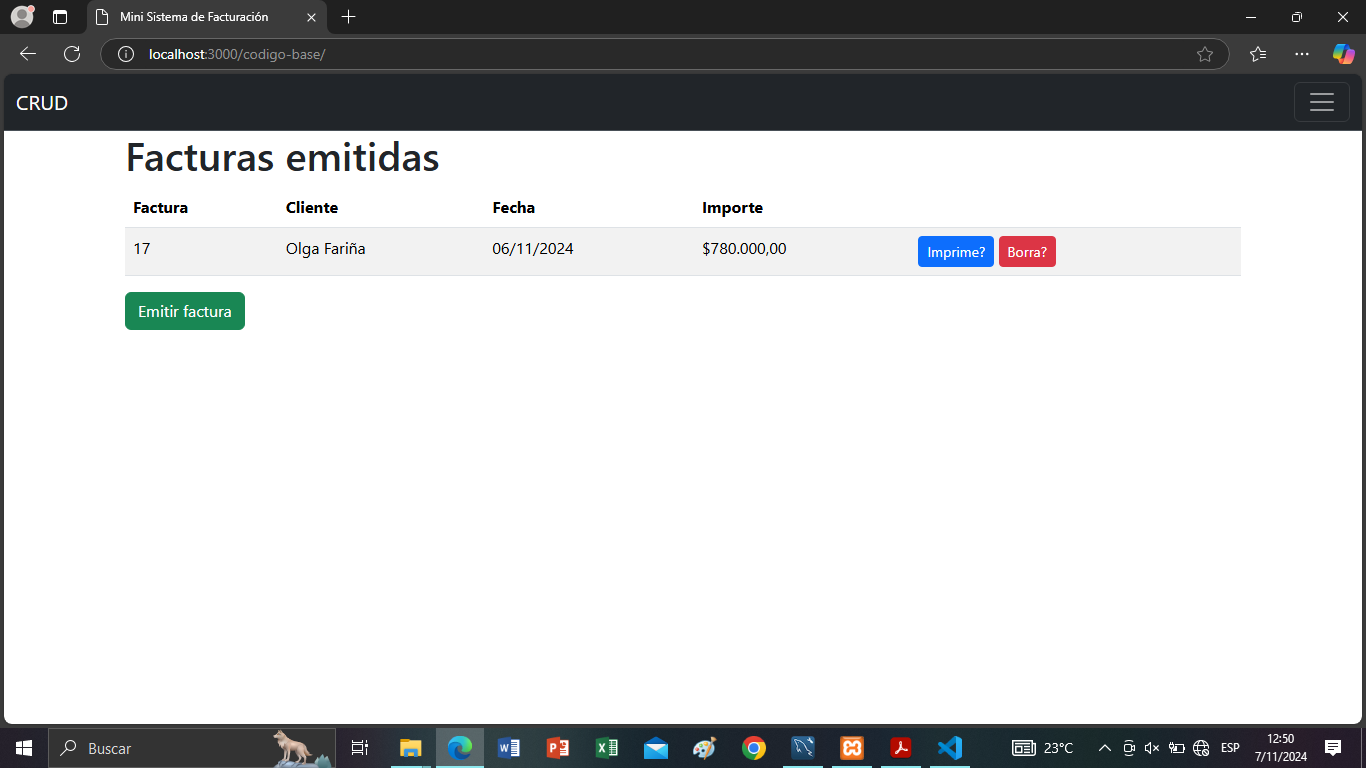 Mini Sistema de Facturación
localhost:3000/codigo-base/
CRUD
Facturas emitidas
Factura Cliente Fecha Importe
17 Olga Fariña 06/11/2024 $780.000,00 Imprime? Borra?
Emitir factura
Buscar
23°C
ESP
12:50
7/11/2024